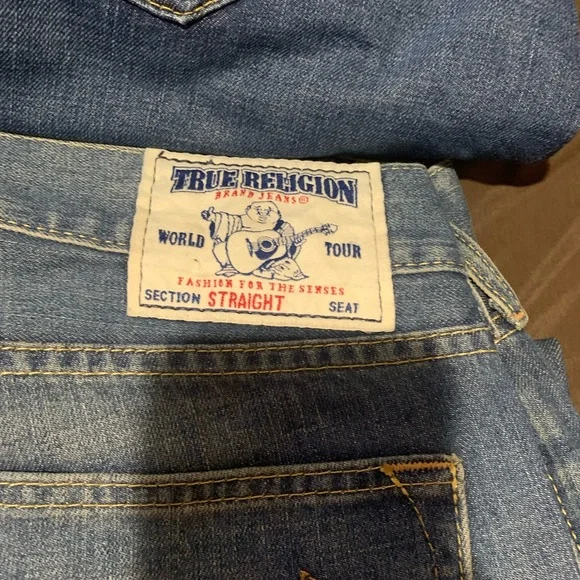 TRUE RELIGION
BRAND JEANS®
WORLD TOUR
FASHION FOR THE SENSES
SECTION STRAIGHT SEAT